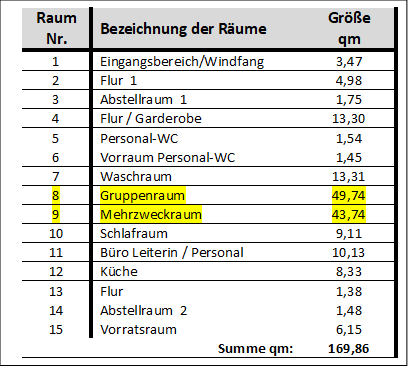 Raum Nr. Bezeichnung der Räume Größe qm
1 Eingangsbereich/Windfang 3,47
2 Flur 1 4,98
3 Abstellraum 1 1,75
4 Flur / Garderobe 13,30
5 Personal-WC 1,54
6 Vorraum Personal-WC 1,45
7 Waschraum 13,31
8 Gruppenraum 49,74
9 Mehrzweckraum 43,74
10 Schlafraum 9,11
11 Büro Leiterin / Personal 10,13
12 Küche 8,33
13 Flur 1,38
14 Abstellraum 2 1,48
15 Vorratsraum 6,15
Summe qm: 169,86